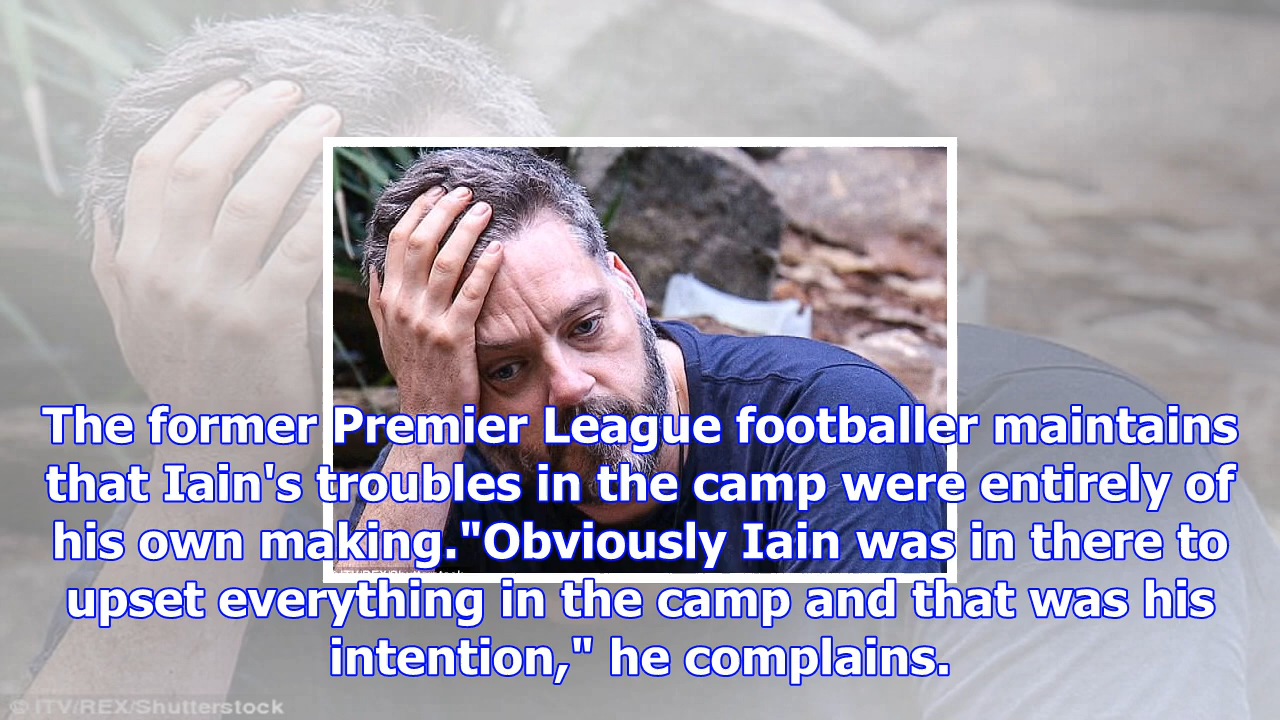 The former Premier League footballer maintains
that Iain's troubles in the camp were entirely of
his own making."Obviously Iain was in there to
upset everything in the camp and that was his
intention," he complains.
© ITV/REX/Shutterstock